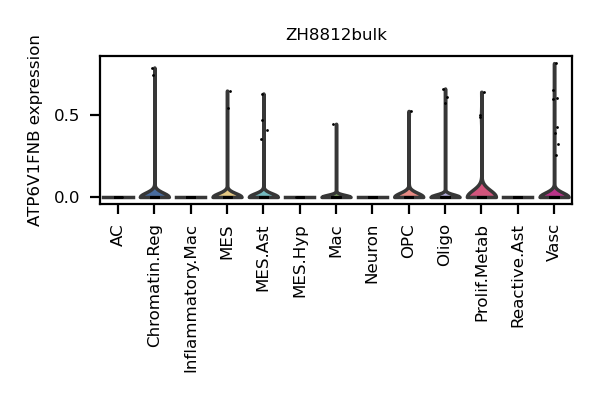 ZH8812bulk
ATP6V1FNB expression
0.5
0.0
AC
Chromatin.Reg
Inflammatory.Mac
MES
MES.Ast
MES.Hyp
Mac
Neuron
OPC
Oligo
Prolif.Metab
Reactive.Ast
Vasc